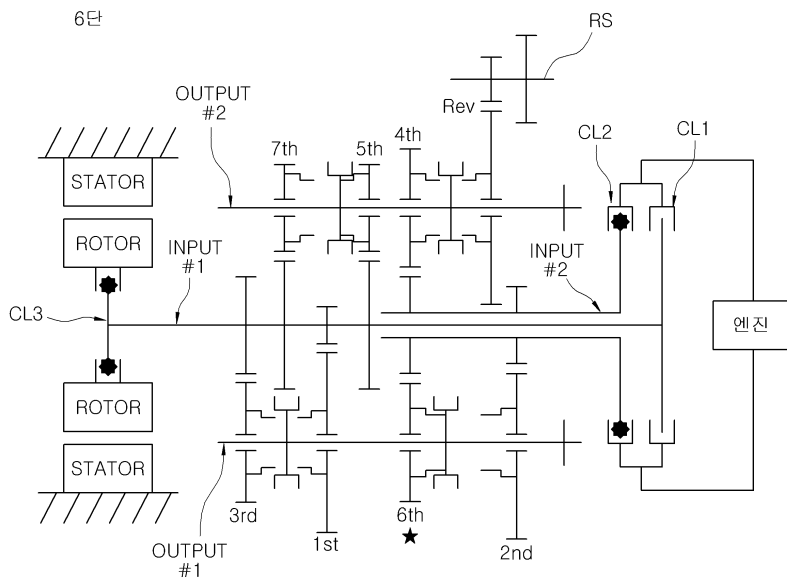 6단
RS
OUTPUT
#2
Rev
CL1
CL2
4th
7th
5th
STATOR
ROTOR
INPUT
#1
INPUT
#2
CL3
엔진
ROTOR
STATOR
3rd
6th
1st
2nd
OUTPUT
#1